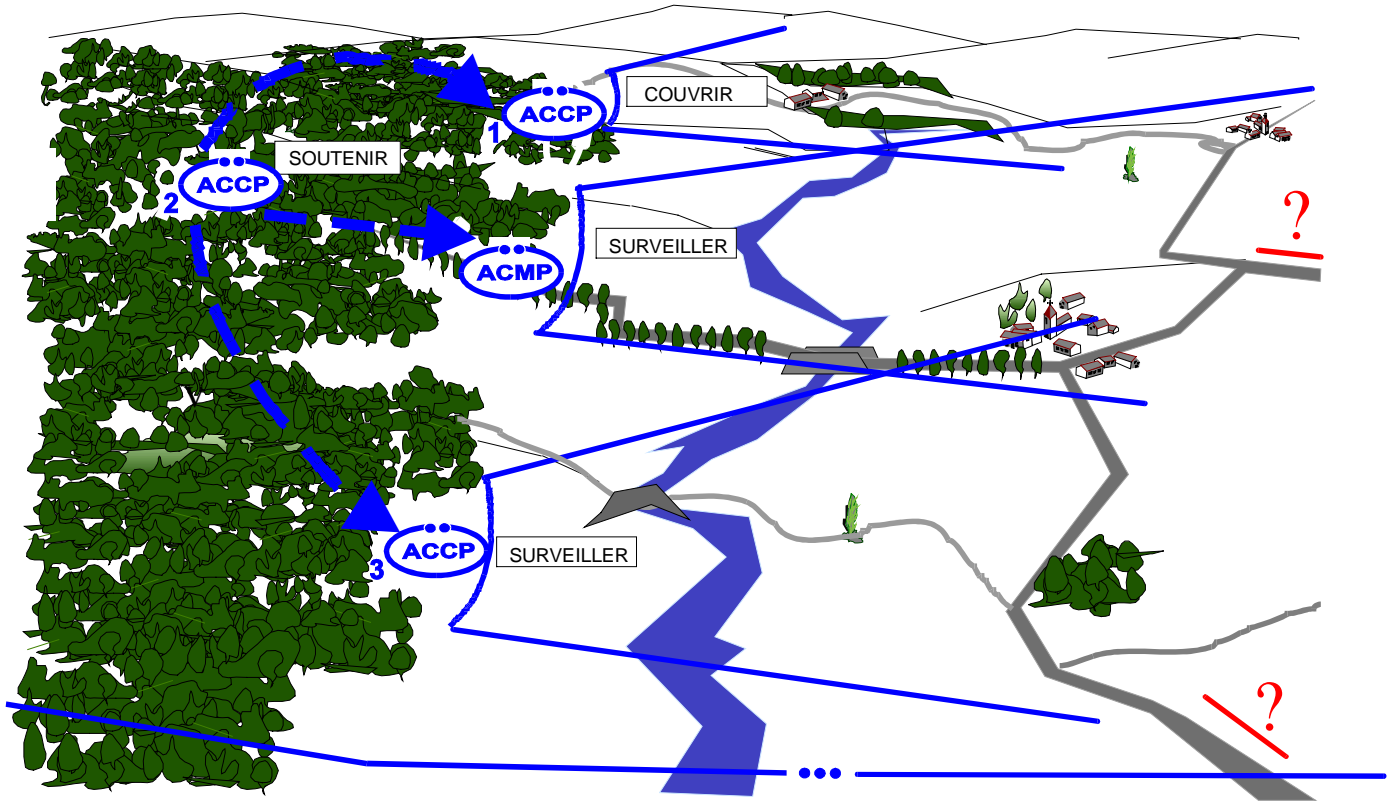 ACCP
1
COUVRIR
SOUTENIR
ACCP
2
?
SURVEILLER
ACMP
ACCP
3
SURVEILLER
?